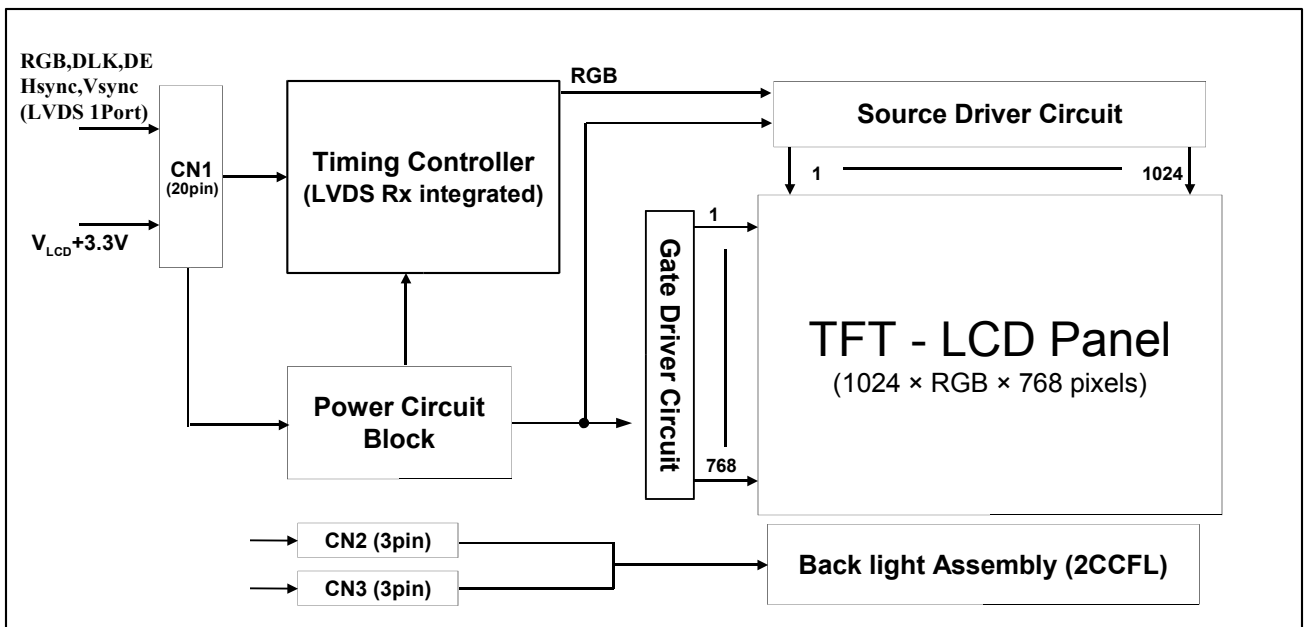 RGB,DLK,DE
Hsync,Vsync
(LVDS 1Port)
CN1
(20pin)
VLCD+3.3V
Timing Controller
(LVDS Rx integrated)
RGB
Source Driver Circuit
1
1024
Power Circuit
Block
Gate Driver Circuit
1
768
TFT - LCD Panel
(1024 × RGB × 768 pixels)
CN2 (3pin)
CN3 (3pin)
Back light Assembly (2CCFL)